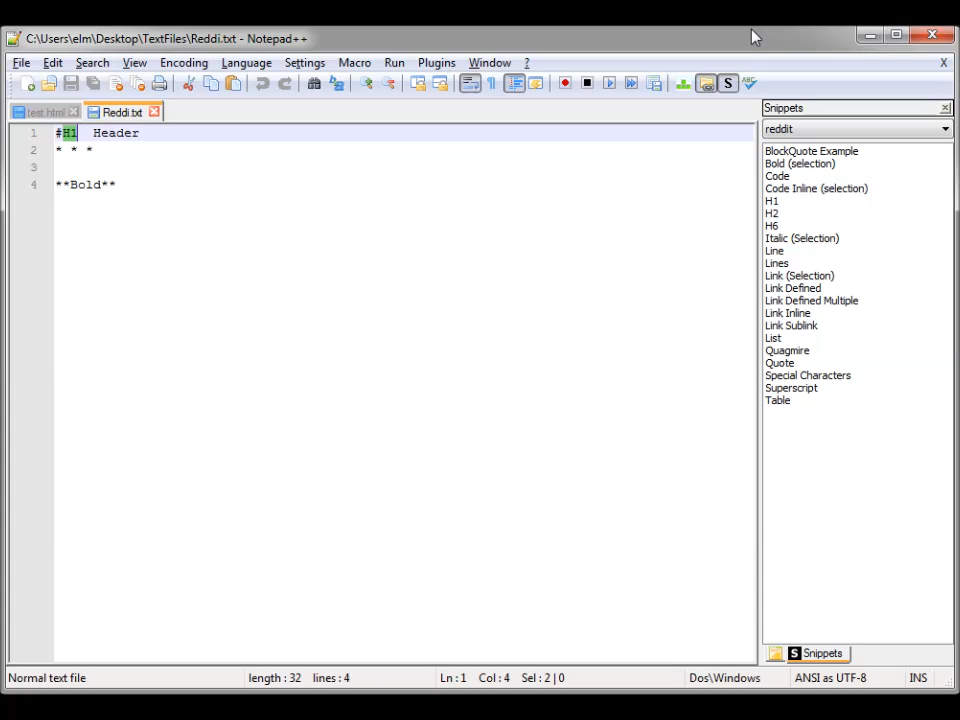 C:\Users\elm\Desktop\TextFiles\Reddi.txt - Notepad++
File Edit Search View Encoding Language Settings Macro Run Plugins Window ? X
test.html Reddi.txt
1 #H1  Header
2 * * *
3
4 **Bold**
Snippets
reddit
BlockQuote Example
Bold (selection)
Code
Code Inline (selection)
H1
H2
H6
Italic (Selection)
Line
Lines
Link (Selection)
Link Defined
Link Defined Multiple
Link Inline
Link Sublink
List
Quagmire
Quote
Special Characters
Superscript
Table
S Snippets
Normal text file length : 32 lines : 4 Ln : 1 Col : 4 Sel : 2 | 0 Dos\Windows ANSI as UTF-8 INS